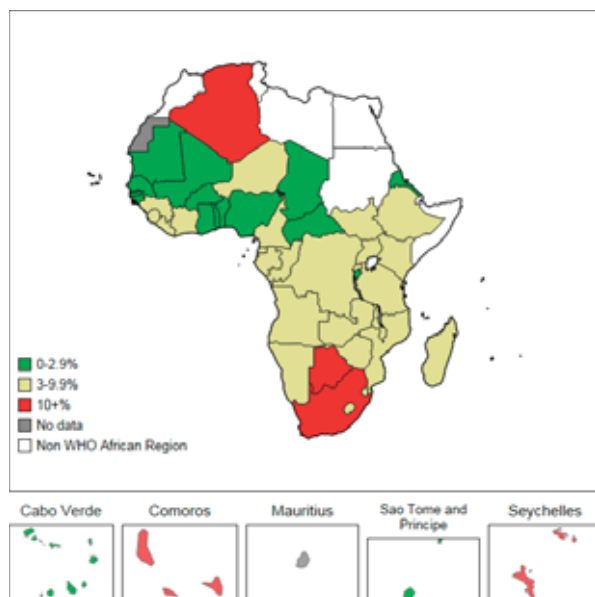 0-2.9%
3-9.9%
10+%
No data
Non WHO African Region
Cabo Verde
Comoros
Mauritius
Sao Tome and
Principe
Seychelles